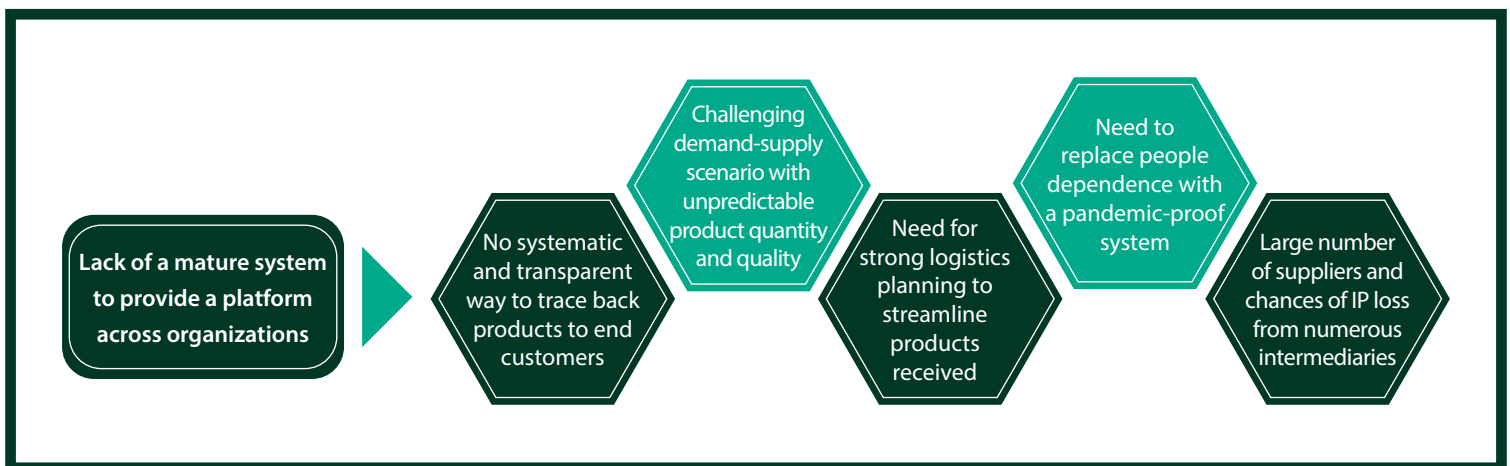 Lack of a mature system
to provide a platform
across organizations
No systematic
and transparent
way to trace back
products to end
customers
Challenging
demand-supply
scenario with
unpredictable
product quantity
and quality
Need for
strong logistics
planning to
streamline
products
received
Need to
replace people
dependence with
a pandemic-proof
system
Large number
of suppliers and
chances of IP loss
from numerous
intermediaries